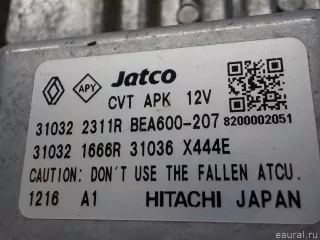 APY Jatco
CVT APK 12V
31032 2311R BEA600-207 8200002051
31032 1666R 31036 X444E
CAUTION: DON'T USE THE FALLEN ATCU.
1216 A1 HITACHI JAPAN
eaural.ru